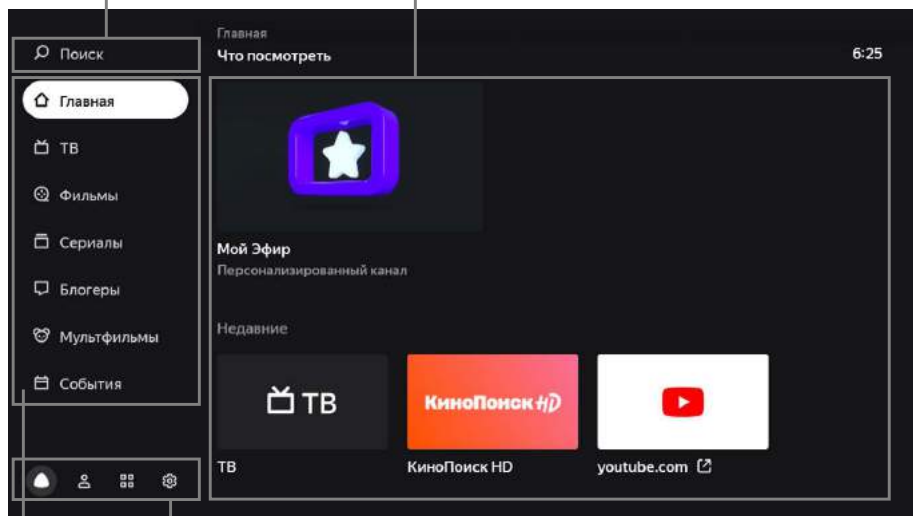 Поиск
Главная
ТВ
Фильмы
Сериалы
Блогеры
Мультфильмы
События
Главная
Что посмотреть
6:25
Мой Эфир
Персонализированный канал
Недавние
ТВ
КиноПоиск HD
ТВ
КиноПоиск HD
youtube.com